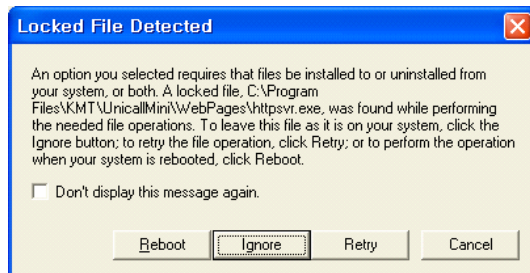 Locked File Detected
An option you selected requires that files be installed to or uninstalled from
your system, or both. A locked file, C:\Program
Files\KMT\UnicallMini\WebPages\httpsvr.exe, was found while performing
the needed file operations. To leave this file as it is on your system, click the
Ignore button; to retry the file operation, click Retry; or to perform the operation
when your system is rebooted, click Reboot.
Don't display this message again.
Reboot Ignore Retry Cancel